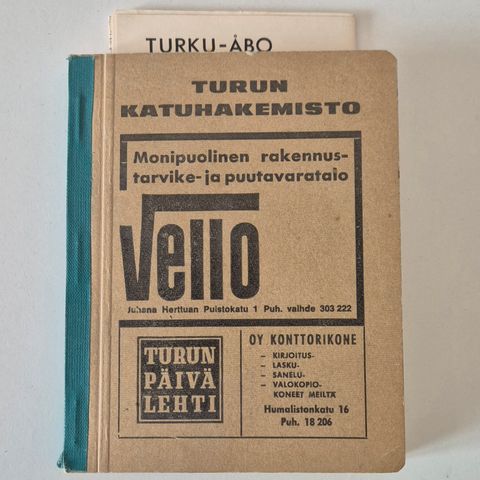 TURKU-ÅBO
TURUN
KATUHAKEMISTO
Monipuolinen rakennus-
tarvike- ja puutavaratalo
Vello
Juhana Herttuan Puistokatu 1 Puh. vaihde 303 222
TURUN
PÄIVÄ
LEHTI
OY KONTTORIKONE
- KIRJOITUS-
- LASKU-
- SANELU-
- VALOKOPIO-
KONEET MEILTÄ
Humalistonkatu 16
Puh. 18 206